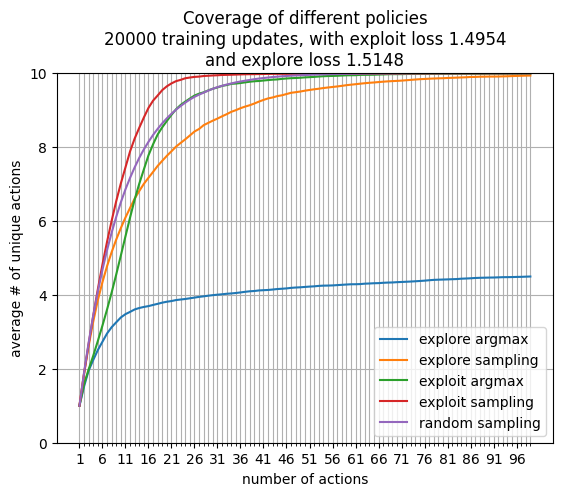 Coverage of different policies
20000 training updates, with exploit loss 1.4954
and explore loss 1.5148
10
8
6
4
2
0
average # of unique actions
explore argmax
explore sampling
exploit argmax
exploit sampling
random sampling
1 6 11 16 21 26 31 36 41 46 51 56 61 66 71 76 81 86 91 96
number of actions